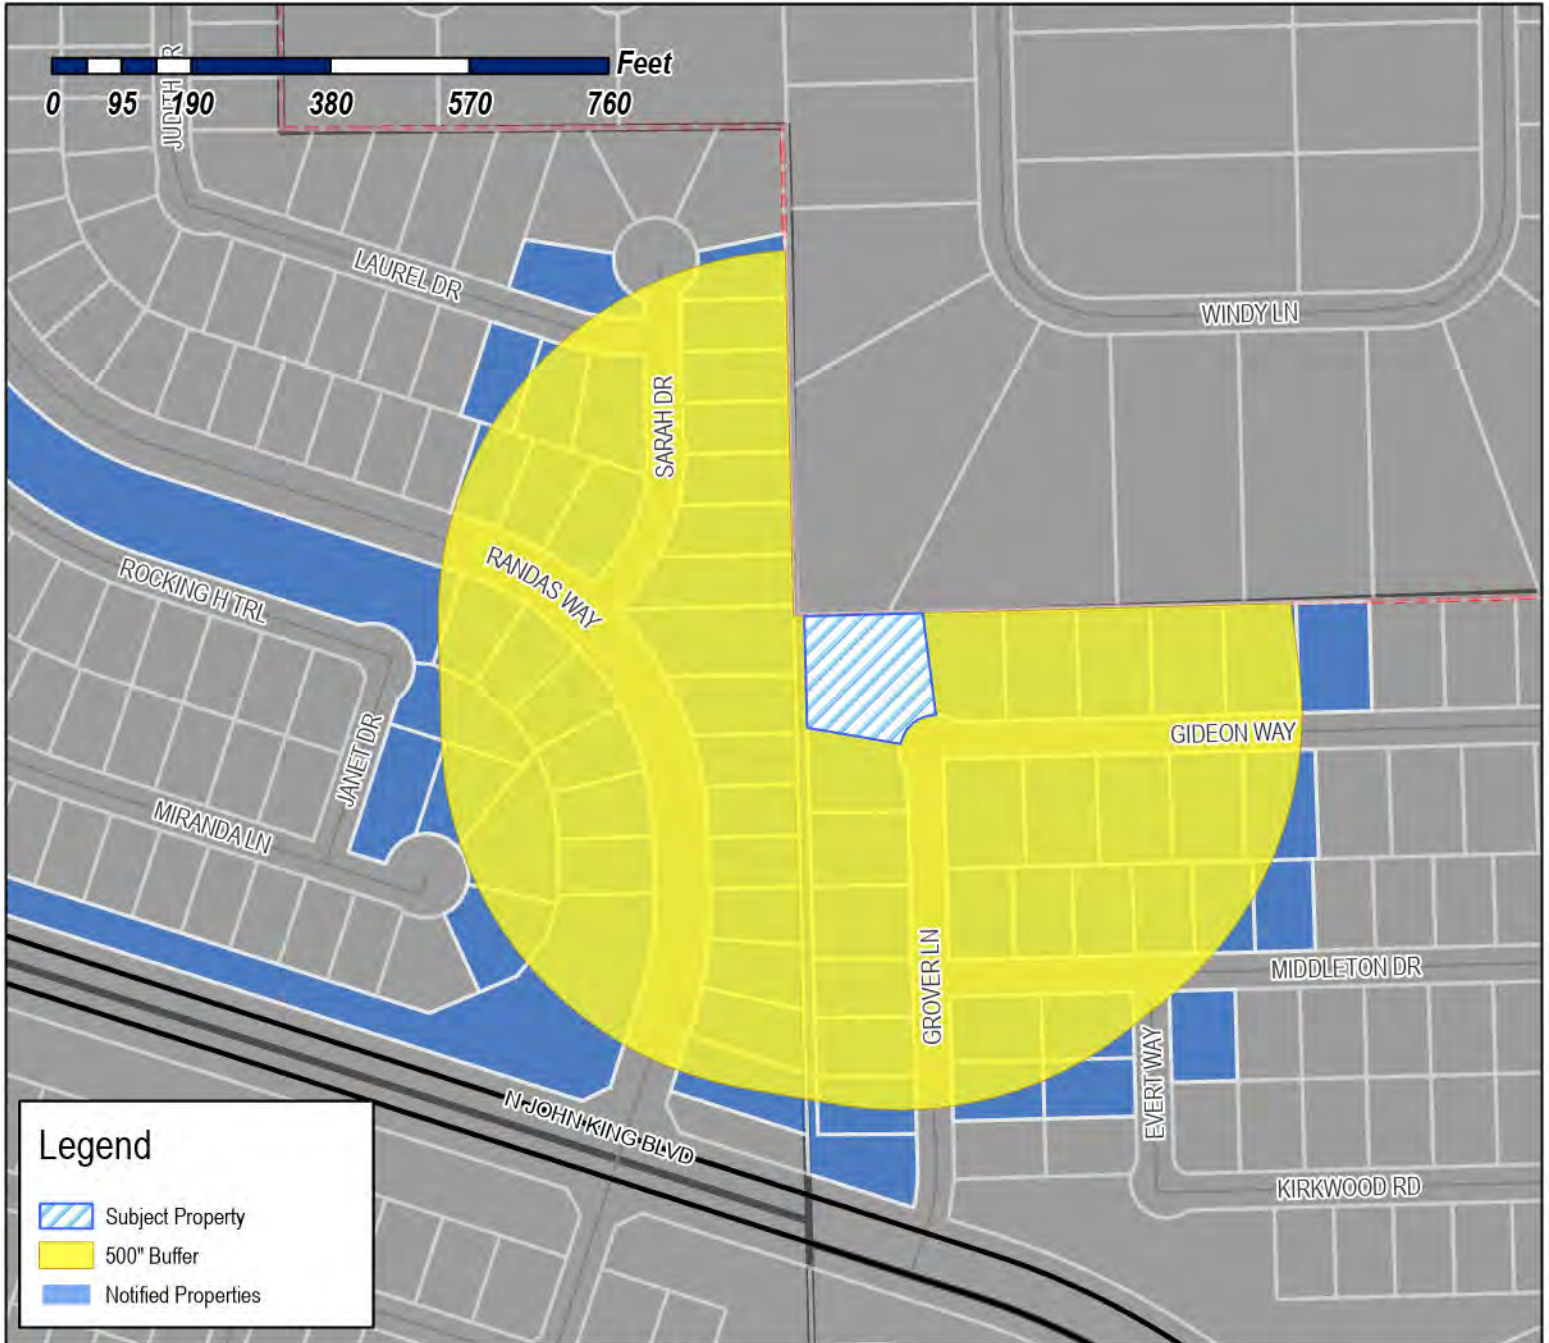 Feet
0 95 190 380 570 760
JUDITH DR
LAUREL DR
WINDY LN
SARAH DR
RANDAS WAY
ROCKING H TRL
JANET DR
GIDEON WAY
MIRANDA LN
GROVER LN
MIDDLETON DR
EVERT WAY
N JOHN KING BLVD
KIRKWOOD RD
Legend
Subject Property
500" Buffer
Notified Properties